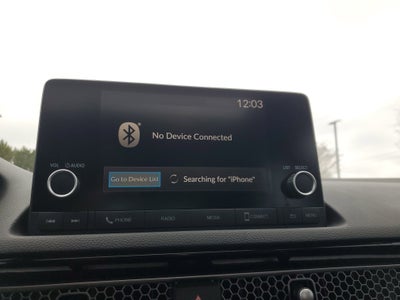 12:03
No Device Connected
VOL AUDIO
LIST SELECT
Go to Device List
Searching for "iPhone"
PHONE RADIO MEDIA CONNECT MENU